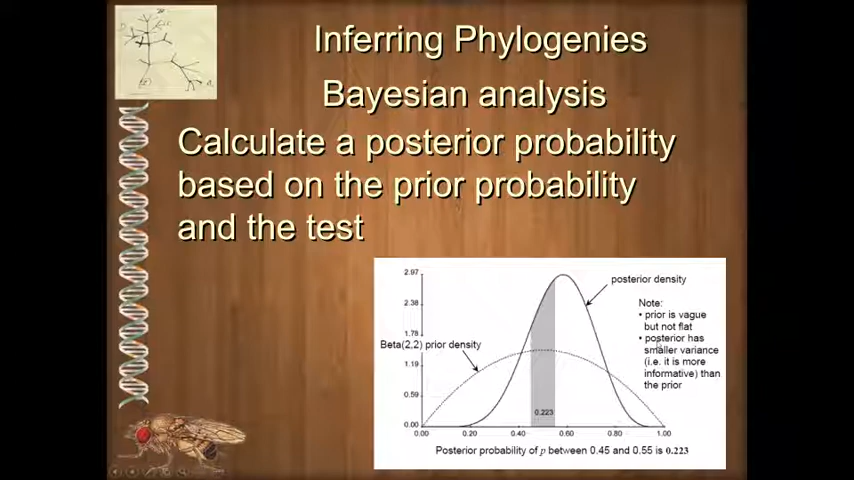 Inferring Phylogenies
Bayesian analysis
Calculate a posterior probability
based on the prior probability
and the test
2.97
2.38
1.78
1.19
0.59
0.00
Beta(2,2) prior density
posterior density
Note:
• prior is vague
but not flat
• posterior has
smaller variance
(i.e. it is more
informative) than
the prior
0.223
0.00 0.20 0.40 0.60 0.80 1.00
Posterior probability of p between 0.45 and 0.55 is 0.223